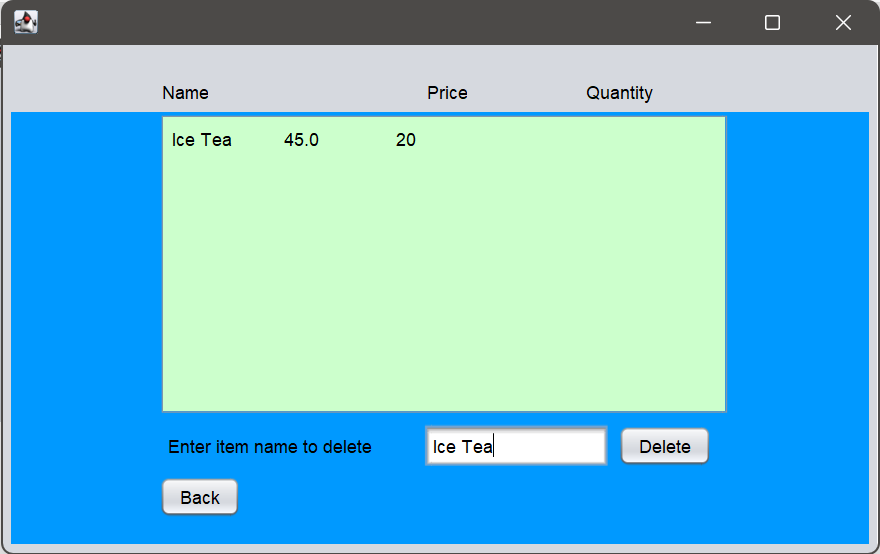 Name Price Quantity
Ice Tea 45.0 20
Enter item name to delete Ice Tea Delete
Back